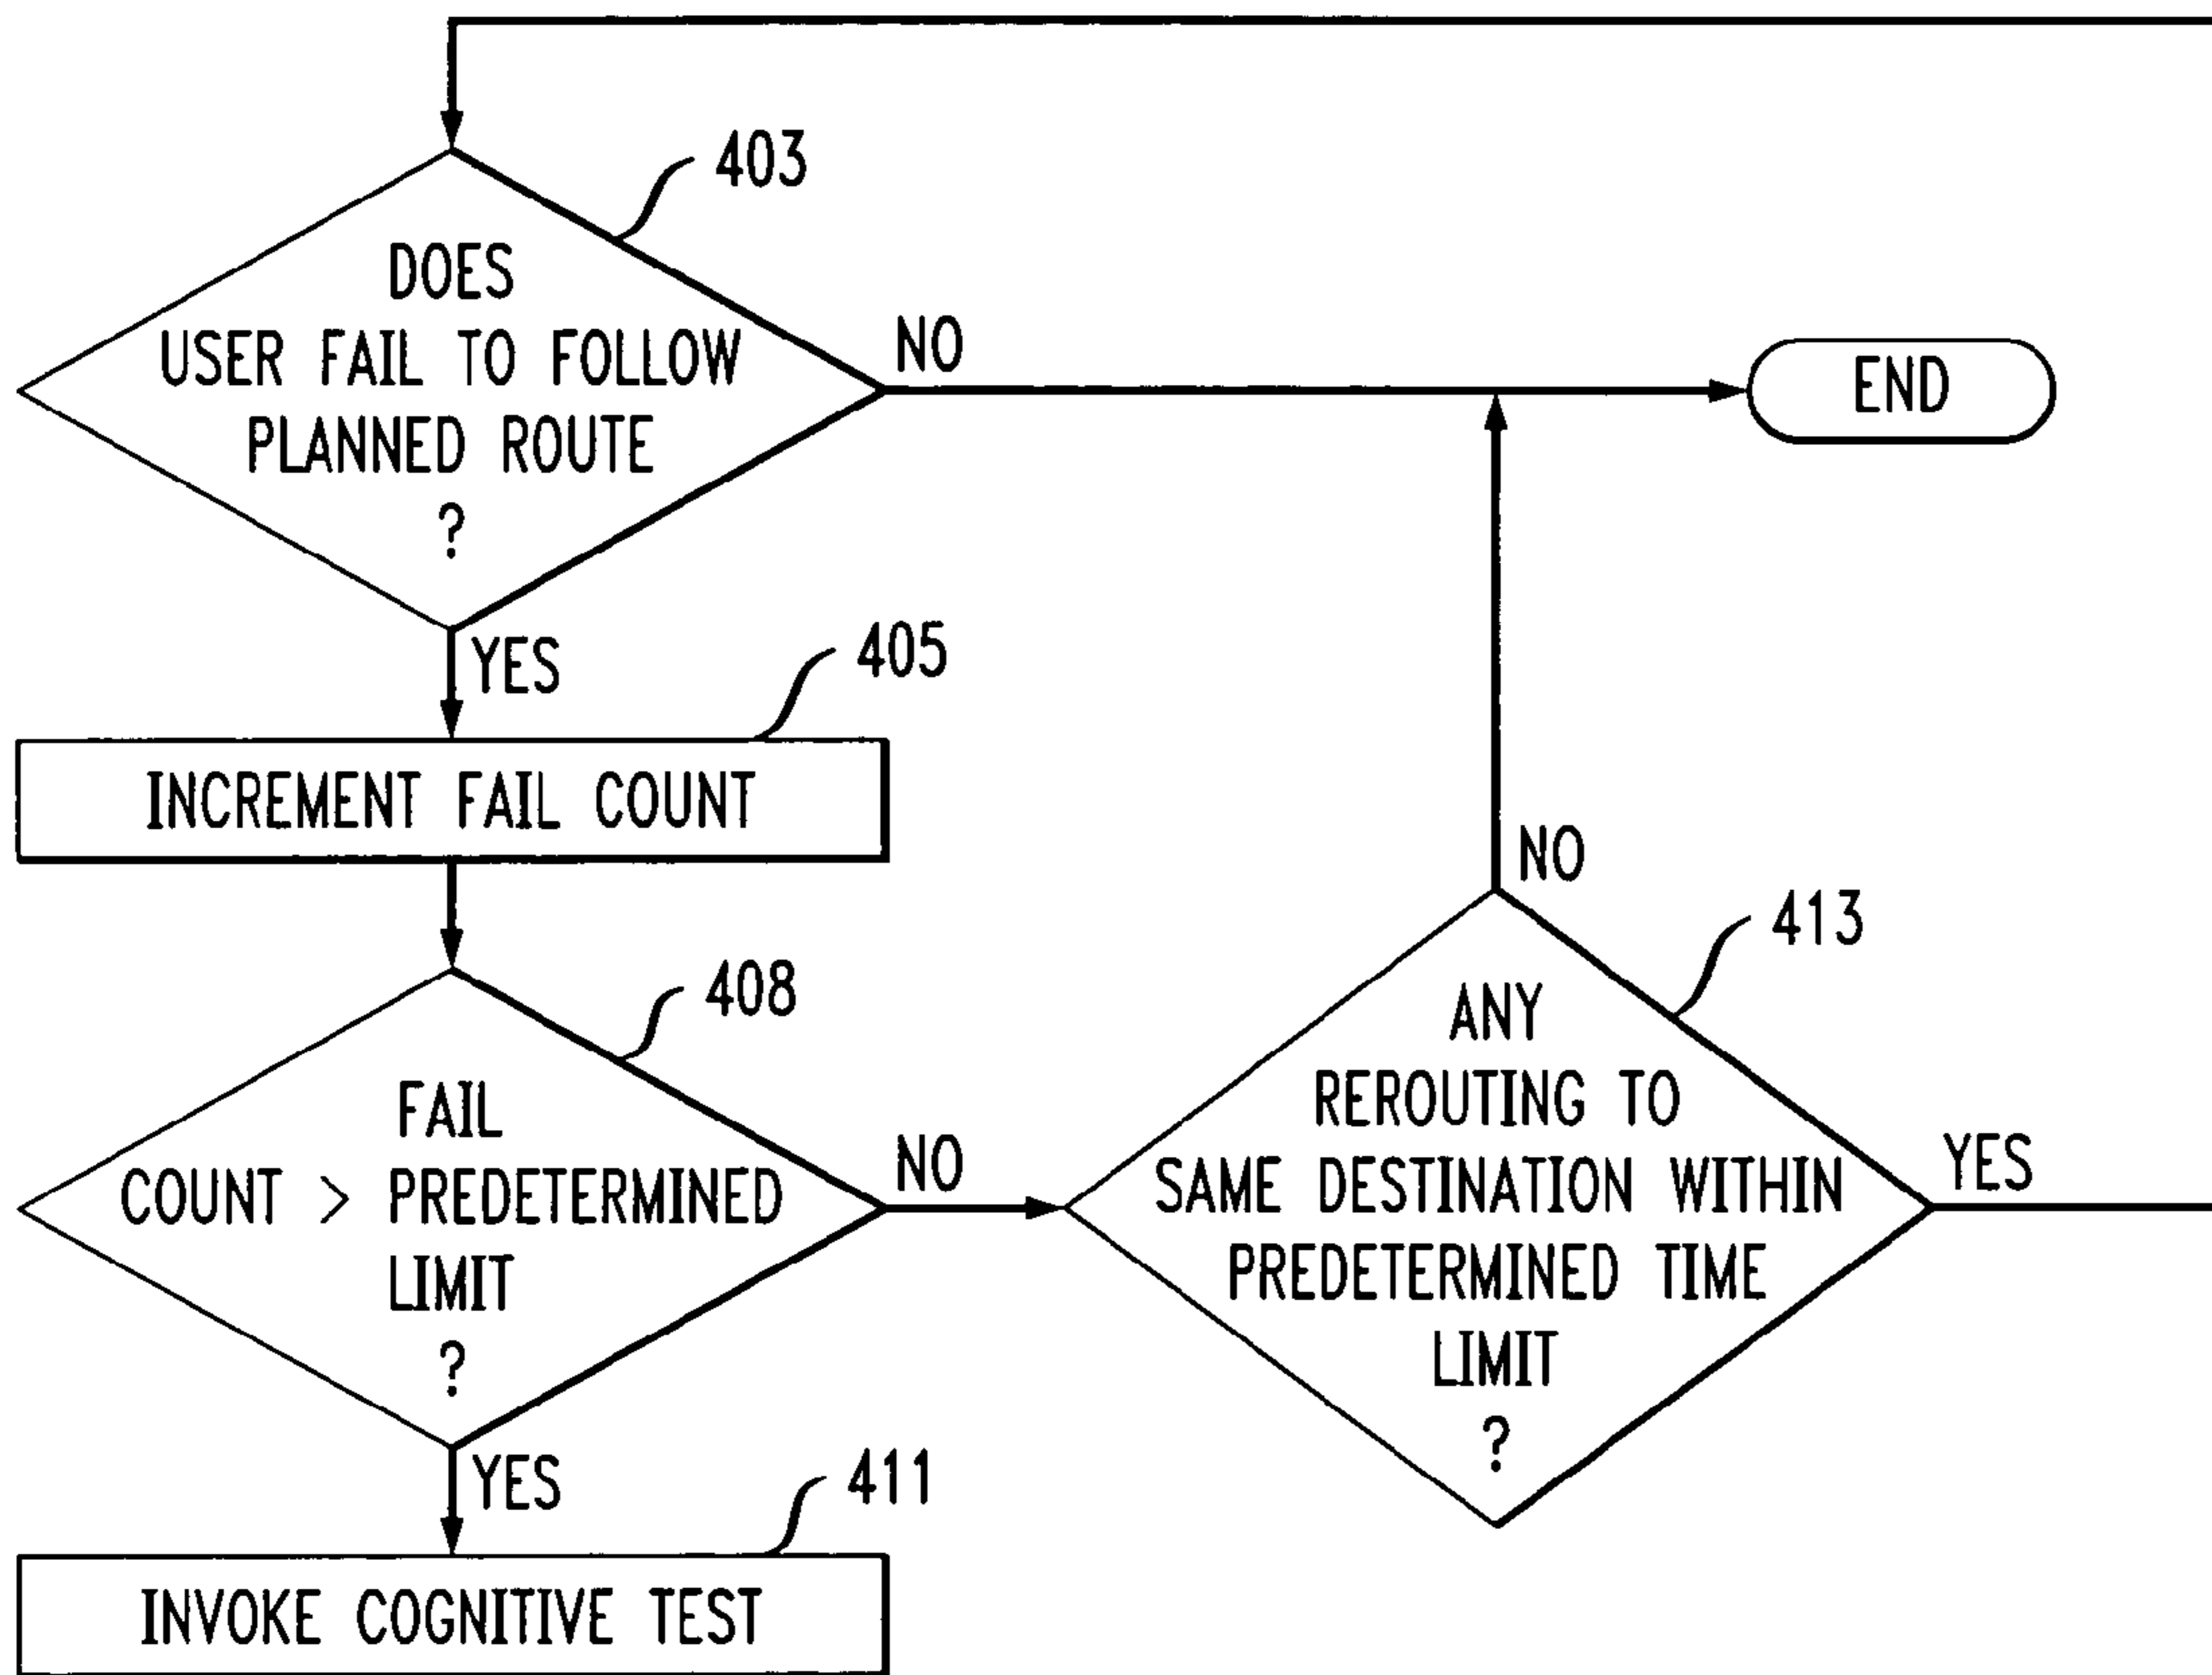 403
DOES
USER FAIL TO FOLLOW
PLANNED ROUTE
?
NO
END
YES
405
INCREMENT FAIL COUNT
408
FAIL
COUNT > PREDETERMINED
LIMIT
?
NO
YES
411
INVOKE COGNITIVE TEST
NO
413
ANY
REROUTING TO
SAME DESTINATION WITHIN
PREDETERMINED TIME
LIMIT
?
YES